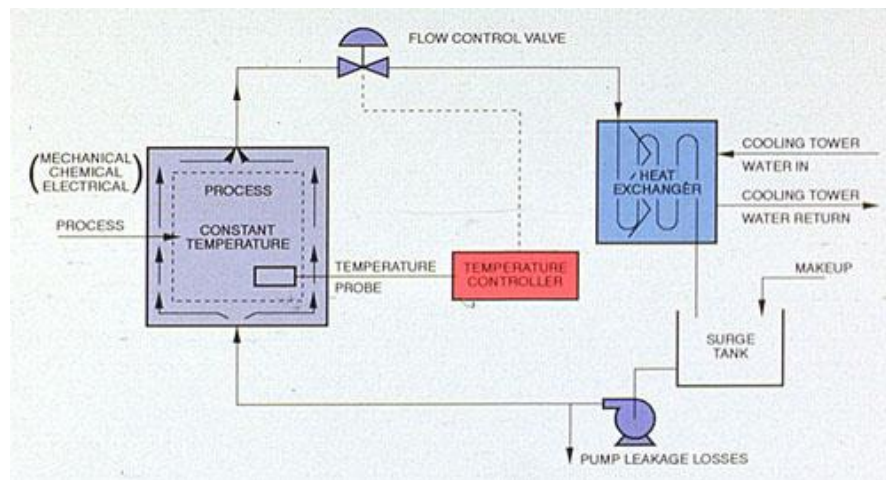 FLOW CONTROL VALVE
(MECHANICAL
CHEMICAL
ELECTRICAL)
PROCESS
PROCESS
CONSTANT
TEMPERATURE
TEMPERATURE
PROBE
TEMPERATURE
CONTROLLER
HEAT
EXCHANGER
COOLING TOWER
WATER IN
COOLING TOWER
WATER RETURN
MAKEUP
SURGE
TANK
PUMP LEAKAGE LOSSES